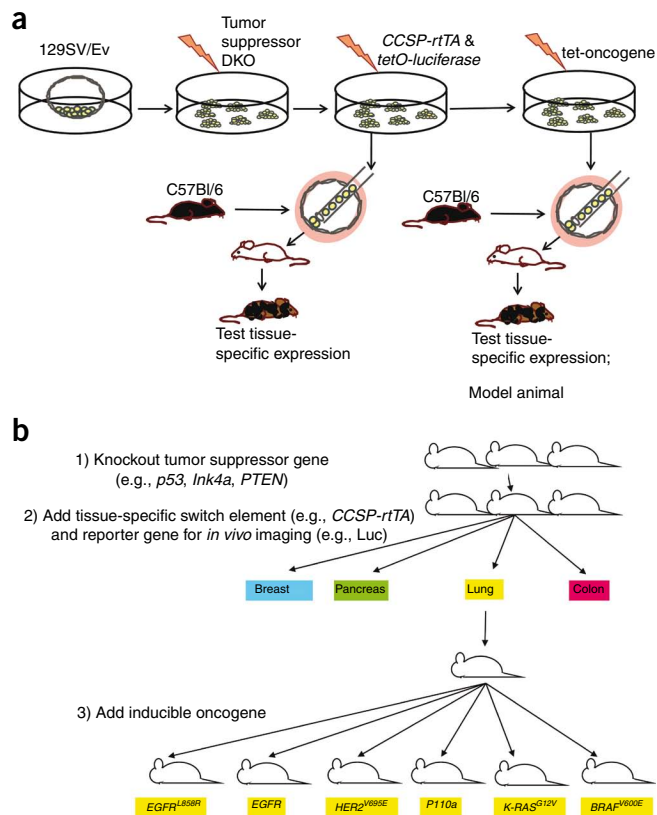 a
129SV/Ev
Tumor
suppressor
DKO
CCSP-rtTA &
tetO-luciferase
tet-oncogene
C57Bl/6
C57Bl/6
Test tissue-
specific expression
Test tissue-
specific expression;
Model animal
b
1) Knockout tumor suppressor gene
(e.g., p53, Ink4a, PTEN)
2) Add tissue-specific switch element (e.g., CCSP-rtTA)
and reporter gene for in vivo imaging (e.g., Luc)
Breast Pancreas Lung Colon
3) Add inducible oncogene
EGFR^L858R EGFR HER2^V695E P110a K-RAS^G12V BRAF^V600E